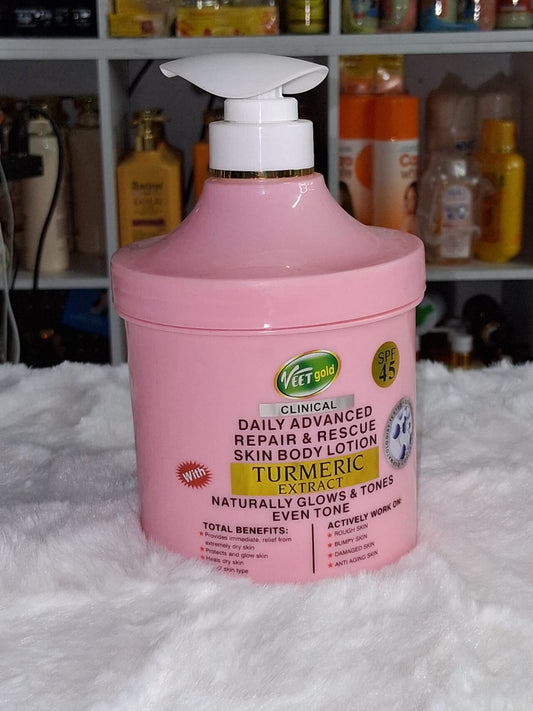 VEET gold
SPF
45
CLINICAL
DAILY ADVANCED
REPAIR & RESCUE
SKIN BODY LOTION
With
TURMERIC
EXTRACT
NATURALLY GLOWS & TONES
EVEN TONE
TOTAL BENEFITS:
Provides immediate, relief from
extremely dry skin
Protects and glow skin
Heals dry skin
skin type
ACTIVELY WORK ON:
ROUGH SKIN
BUMPY SKIN
DAMAGED SKIN
ANTI AGING SKIN